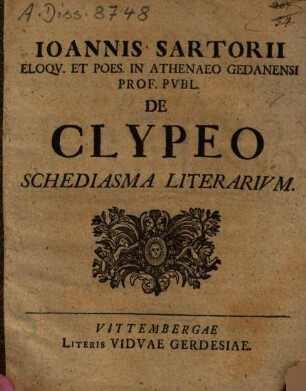 A. Diss. 8748
IOANNIS SARTORII
ELOQV. ET POES. IN ATHENAEO GEDANENSI
PROF. PVBL.
DE
CLYPEO
SCHEDIASMA LITERARIVM.
VITTEMBERGAE
LITERIS VIDVAE GERDESIAE.